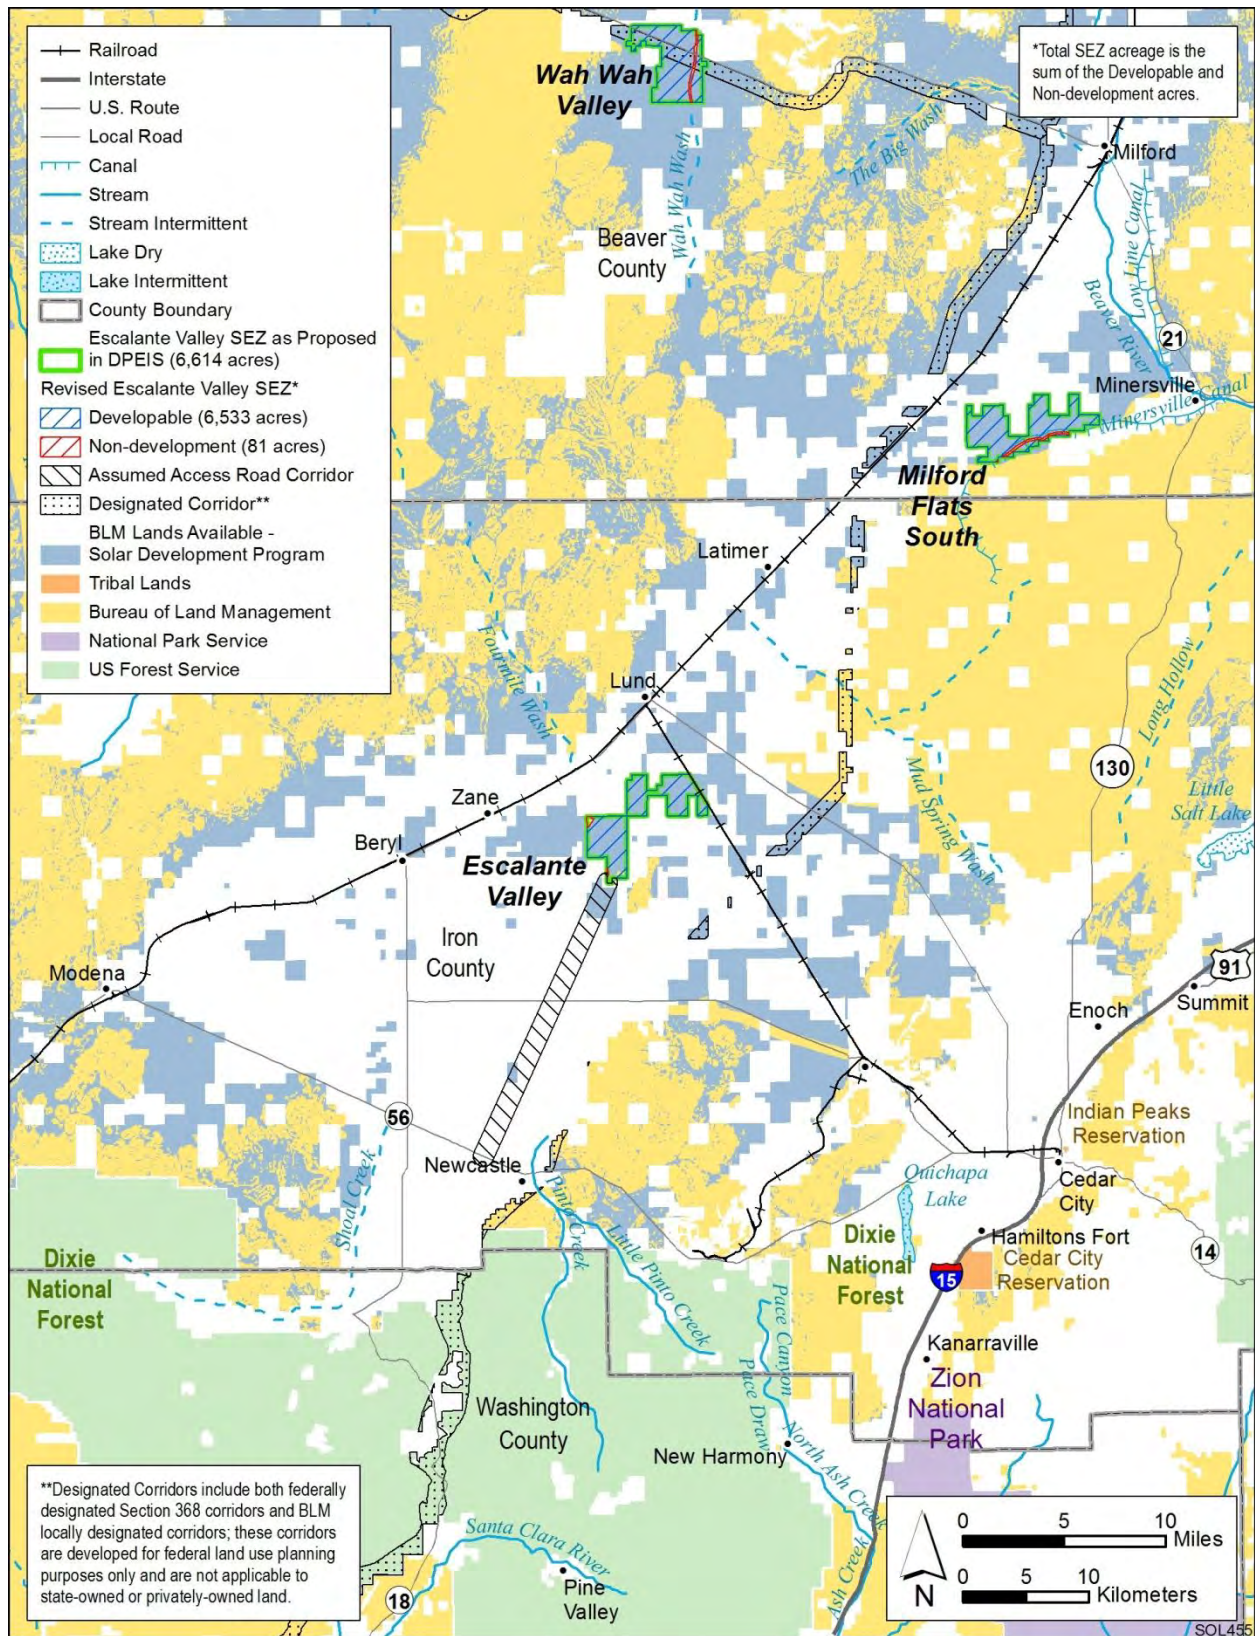 Railroad
Interstate
U.S. Route
Local Road
Canal
Stream
Stream Intermittent
Lake Dry
Lake Intermittent
County Boundary
Escalante Valley SEZ as Proposed
in DPEIS (6,614 acres)
Revised Escalante Valley SEZ*
Developable (6,533 acres)
Non-development (81 acres)
Assumed Access Road Corridor
Designated Corridor**
BLM Lands Available -
Solar Development Program
Tribal Lands
Bureau of Land Management
National Park Service
US Forest Service
*Total SEZ acreage is the
sum of the Developable and
Non-development acres.
Wah Wah
Valley
The Big Wash
Milford
Wah Wah Wash
Beaver
County
Low Line Canal
Beaver River
21
Minersville
Minersville Canal
Milford
Flats
South
Latimer
Fourmile Wash
Lund
Long Hollow
130
Mud Spring Wash
Little
Salt Lake
Zane
Beryl
Escalante
Valley
Iron
County
Modena
91
Summit
Enoch
56
Indian Peaks
Reservation
Newcastle
Shoal Creek
Pinto Creek
Little Pinto Creek
Quichapa
Lake
Cedar
City
Hamiltons Fort
Cedar City
Reservation
14
15
Dixie
National
Forest
Dixie
National
Forest
Pace Canyon
Pace Draw
Kanarraville
Zion
National
Park
Washington
County
New Harmony
North Ash Creek
Ash Creek
Santa Clara River
Pine
Valley
18
**Designated Corridors include both federally
designated Section 368 corridors and BLM
locally designated corridors; these corridors
are developed for federal land use planning
purposes only and are not applicable to
state-owned or privately-owned land.
N
0 5 10
Miles
0 5 10
Kilometers
SOL455